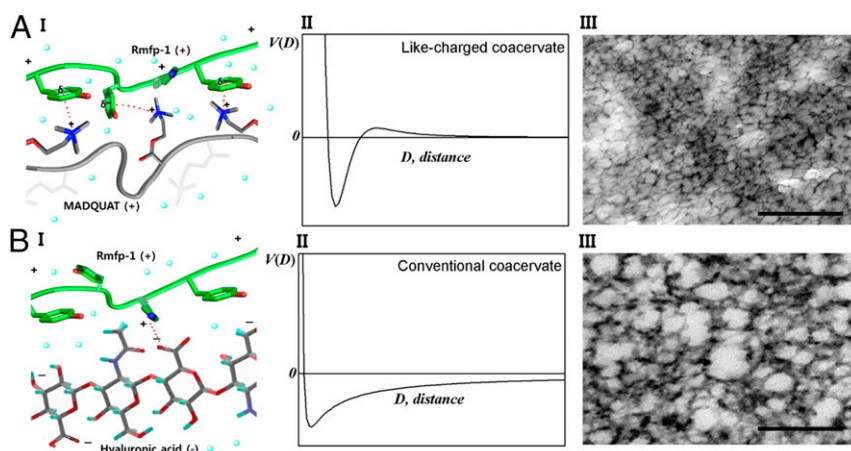 A
I
Rmfp-1 (+)
+
+
δ
δ
δ
+
+
+
MADQUAT (+)
II
V(D)
Like-charged coacervate
0
D, distance
III
B
I
Rmfp-1 (+)
+
+
+
−
−
−
−
Hyaluronic acid (-)
II
V(D)
Conventional coacervate
0
D, distance
III